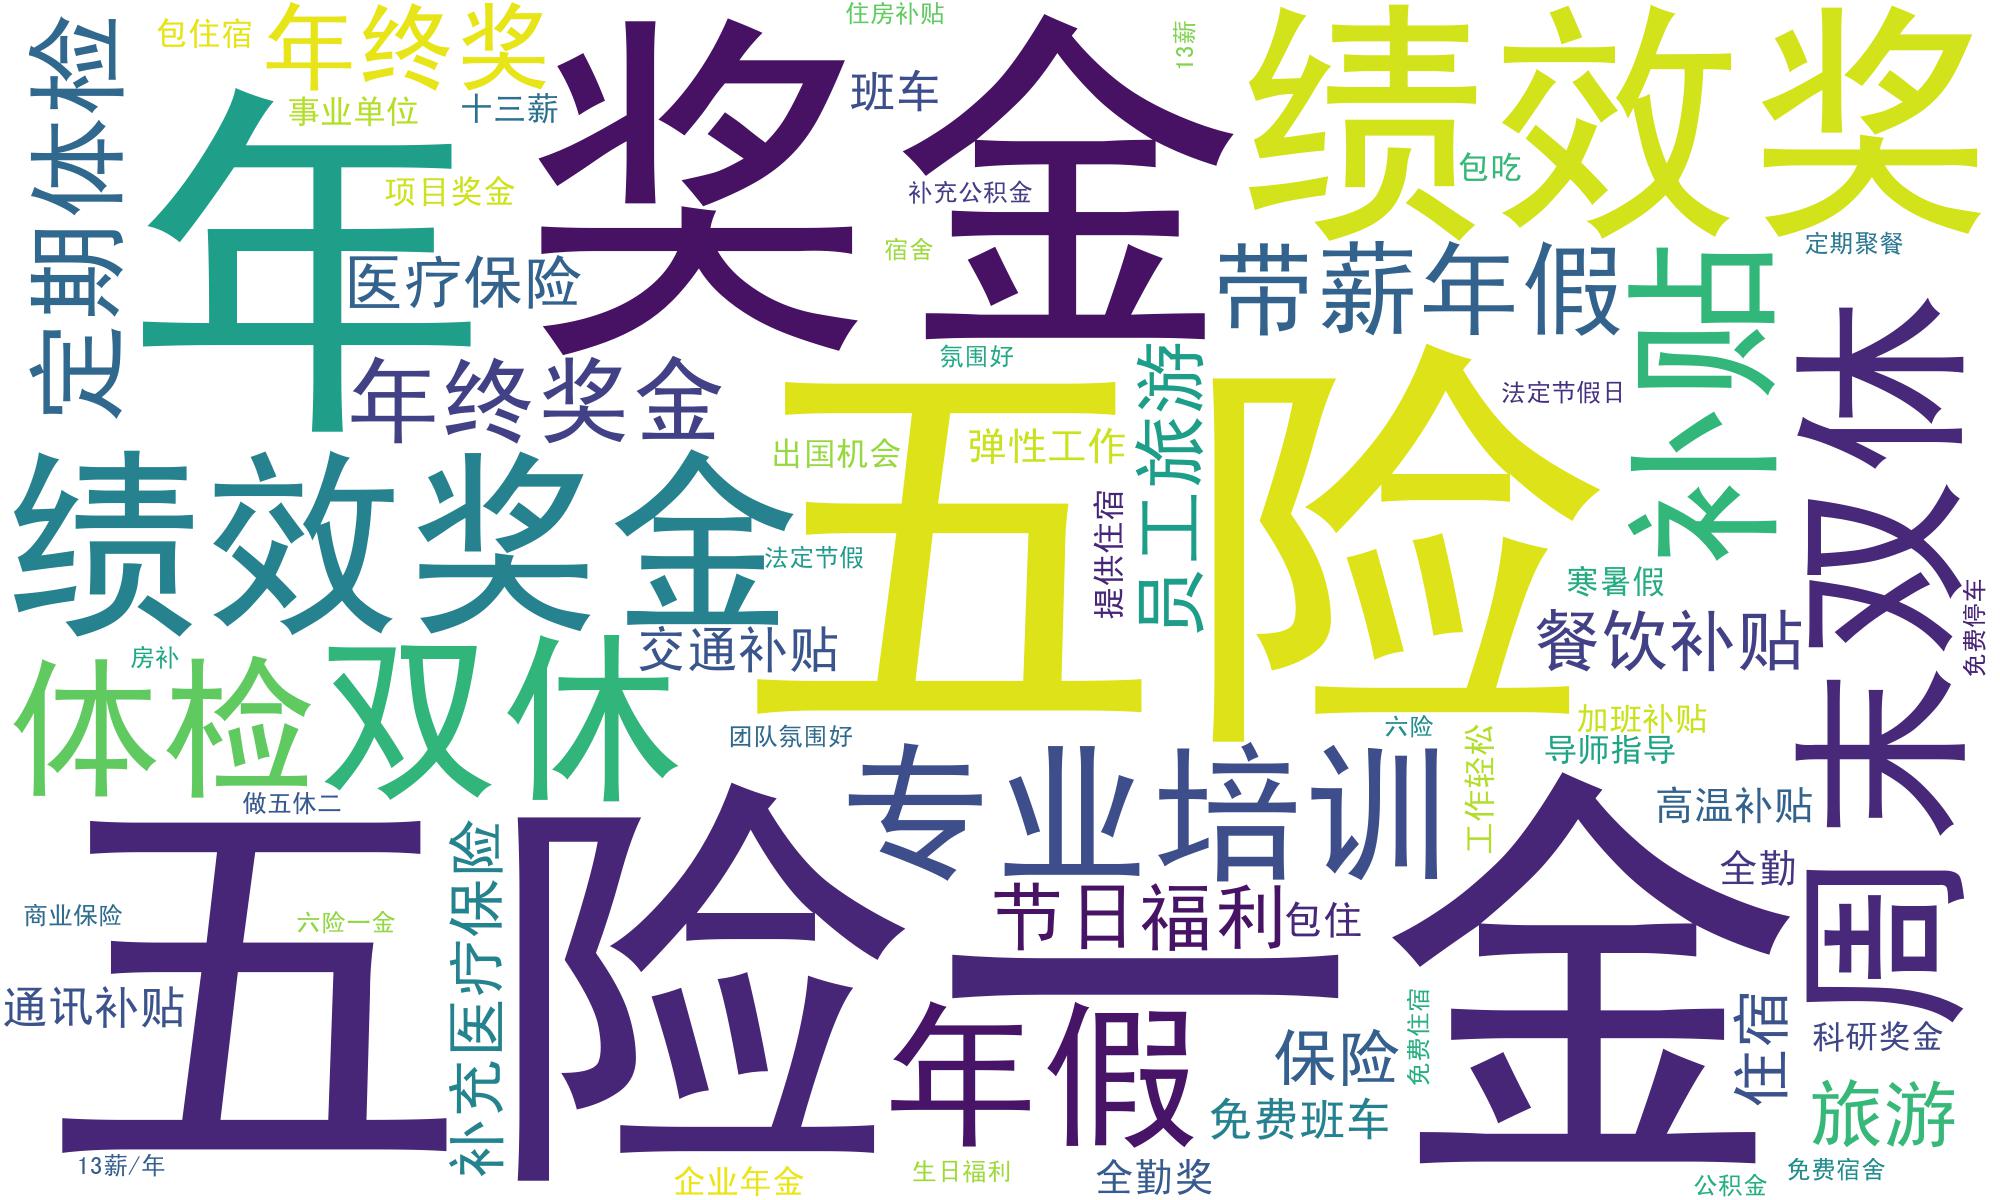 定期体检
包住宿
年终奖
事业单位
十三薪
年
项目奖金
医疗保险
奖金
住房补贴
班车
13薪
补充公积金
宿舍
绩效奖
包吃
定期聚餐
带薪年假
补贴
周末双休
年终奖金
氛围好
员工旅游
法定节假日
五险
出国机会
弹性工作
提供住宿
绩效奖金
法定节假
寒暑假
餐饮补贴
免费停车
房补
体检
双休
交通补贴
团队氛围好
六险
工作轻松
加班补贴
导师指导
做五休二
专业培训
高温补贴
全勤
五险一金
补充医疗保险
商业保险
六险一金
通讯补贴
节日福利
包住
年假
保险
免费住宿
住宿
科研奖金
免费班车
旅游
13薪/年
企业年金
生日福利
全勤奖
公积金
免费宿舍